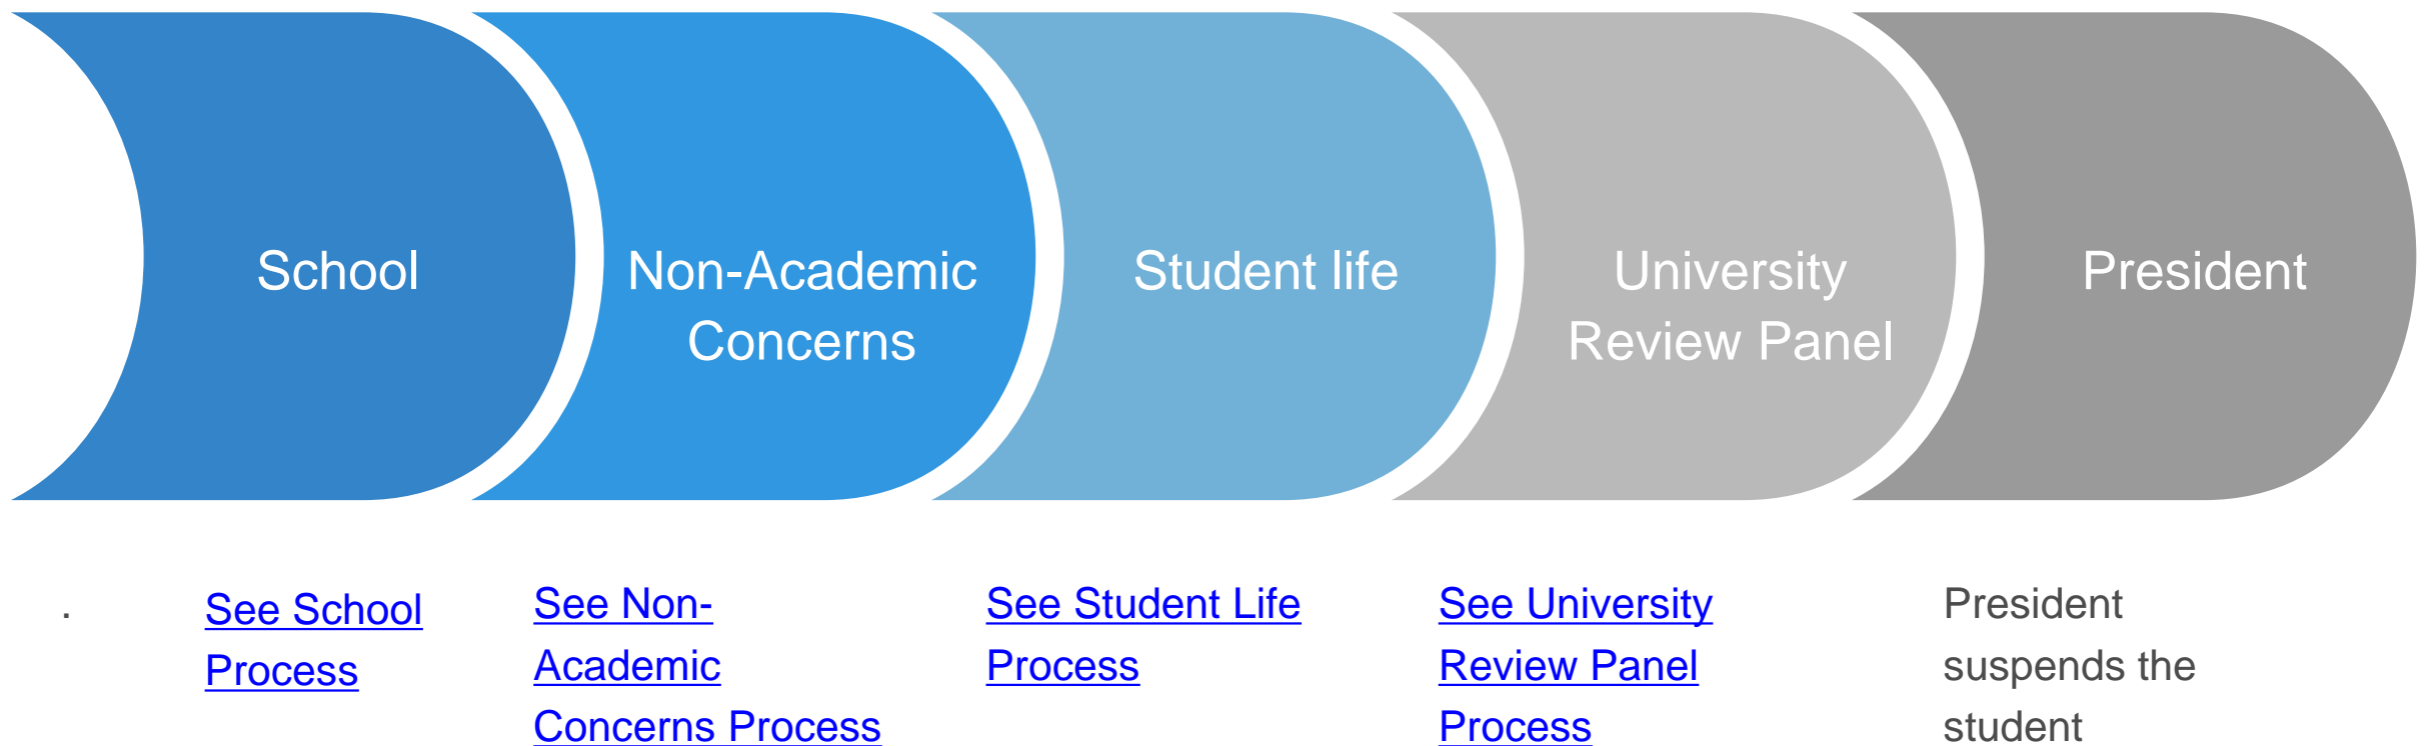 School
Non-Academic
Concerns
Student life
University
Review Panel
President
.
See School
Process
See Non-
Academic
Concerns Process
See Student Life
Process
See University
Review Panel
Process
President
suspends the
student